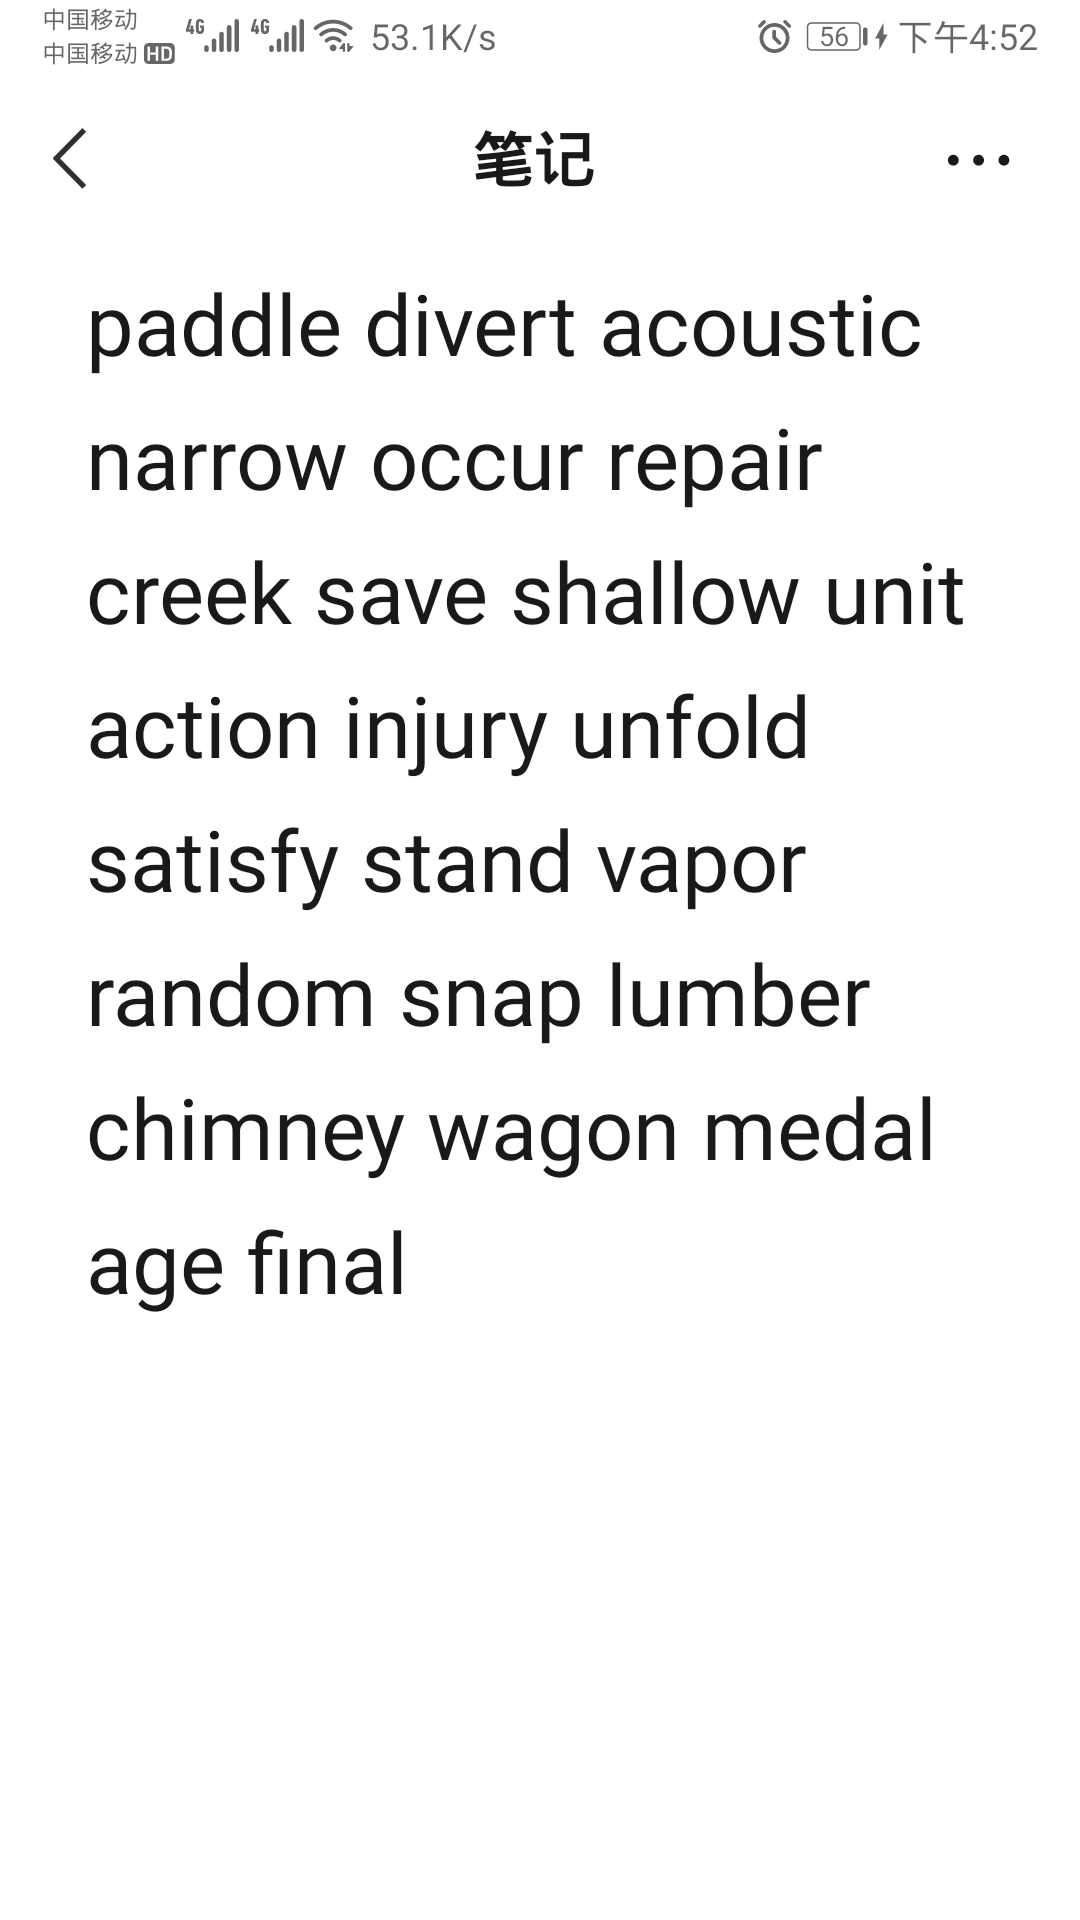 中国移动
中国移动 HD 4G 4G 53.1K/s 56 下午4:52
笔记
paddle divert acoustic
narrow occur repair
creek save shallow unit
action injury unfold
satisfy stand vapor
random snap lumber
chimney wagon medal
age final